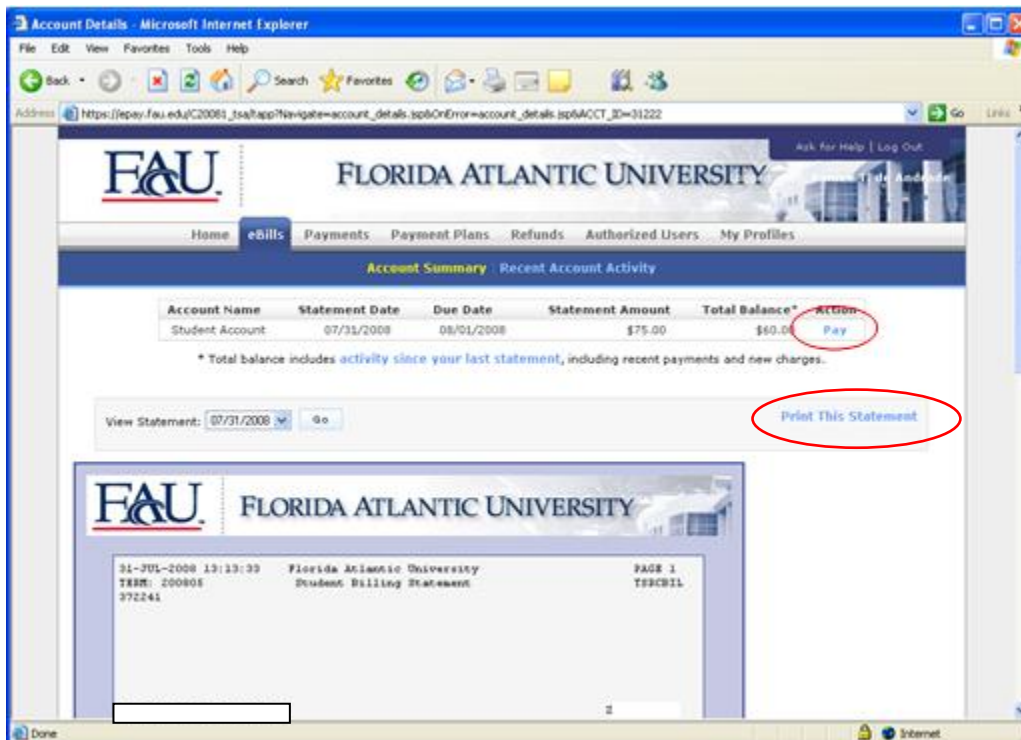 Account Details - Microsoft Internet Explorer
File Edit View Favorites Tools Help
Back Search Favorites
Address https://epay.fau.edu/C20081_tsa/tapp?Navigate=account_details.jsp&OnError=account_details.jsp&ACCT_ID=31222 Go Links
Ask for Help | Log Out
FAU FLORIDA ATLANTIC UNIVERSITY
de Andrade
Home eBills Payments Payment Plans Refunds Authorized Users My Profiles
Account Summary Recent Account Activity
Account Name Statement Date Due Date Statement Amount Total Balance* Action
Student Account 07/31/2008 08/01/2008 $75.00 $60.00 Pay
* Total balance includes activity since your last statement, including recent payments and new charges.
View Statement: 07/31/2008 Go Print This Statement
FAU FLORIDA ATLANTIC UNIVERSITY
31-JUL-2008 13:13:33 Florida Atlantic University PAGE 1
TERM: 200805 Student Billing Statement TSRCBIL
372241
2
Done Internet